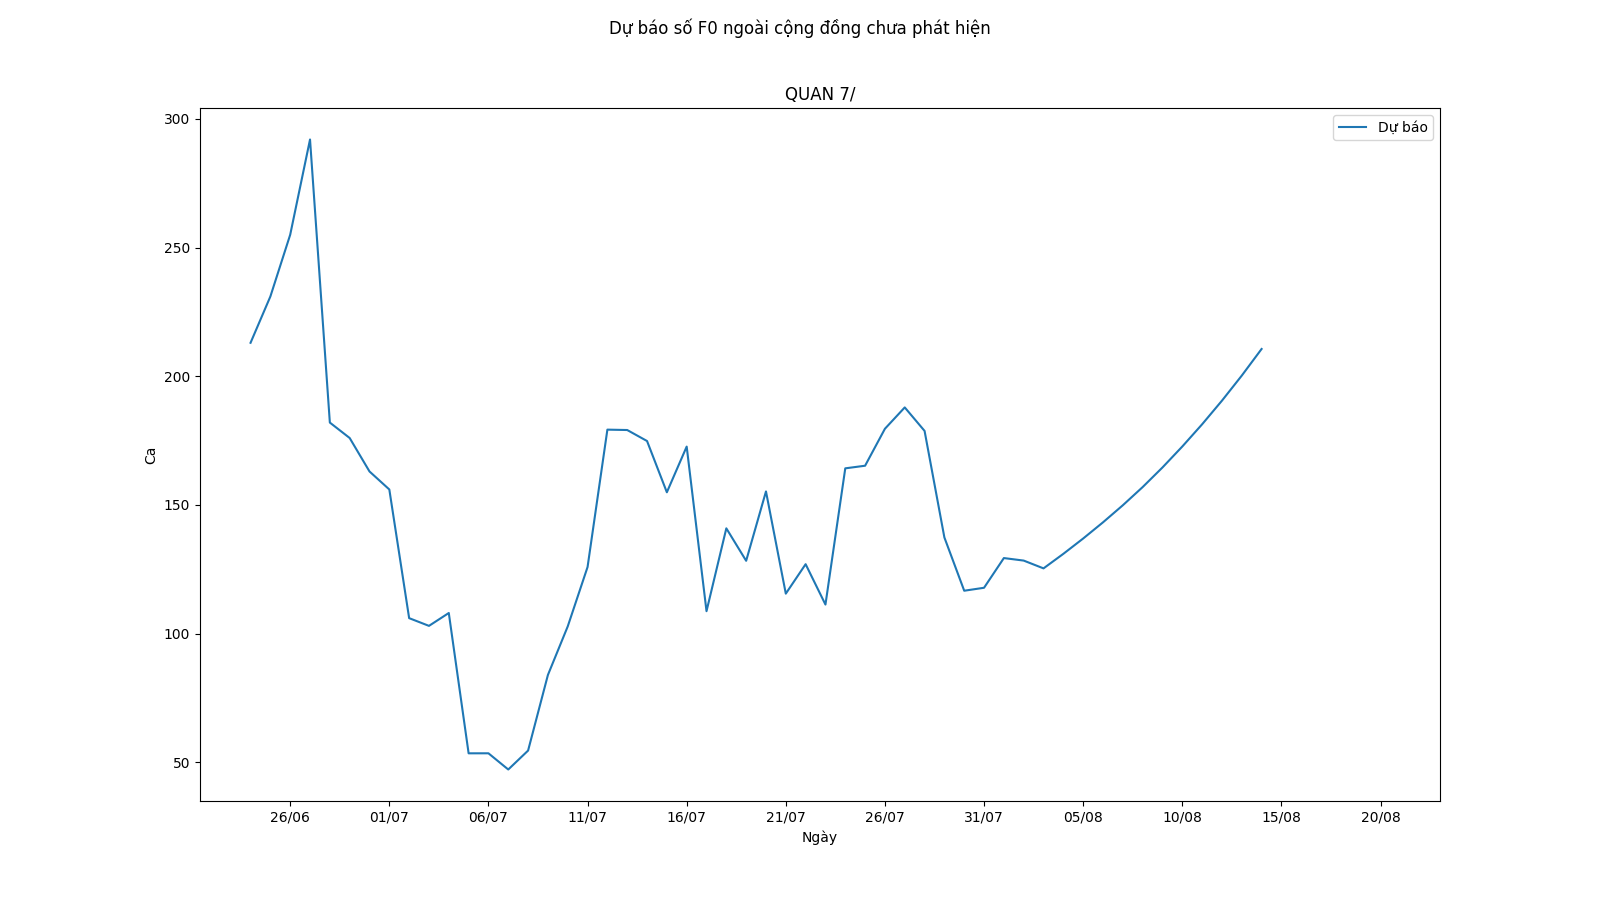 Dự báo số F0 ngoài cộng đồng chưa phát hiện
QUAN 7/
Dự báo
300
250
200
150
100
50
Ca
26/06 01/07 06/07 11/07 16/07 21/07 26/07 31/07 05/08 10/08 15/08 20/08
Ngày